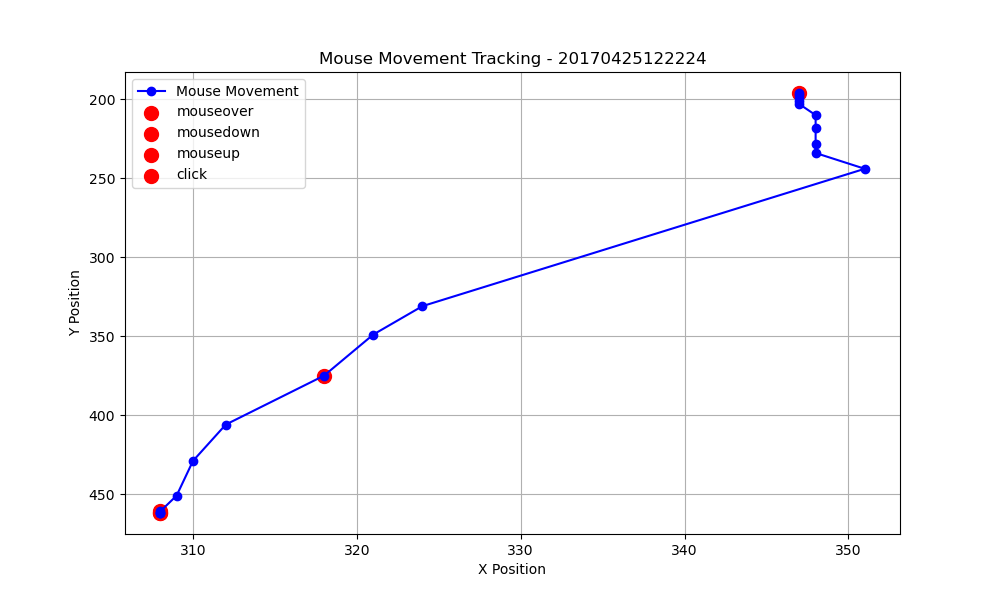 Mouse Movement Tracking - 20170425122224
Mouse Movement
mouseover
mousedown
mouseup
click
200
250
300
350
400
450
Y Position
310
320
330
340
350
X Position